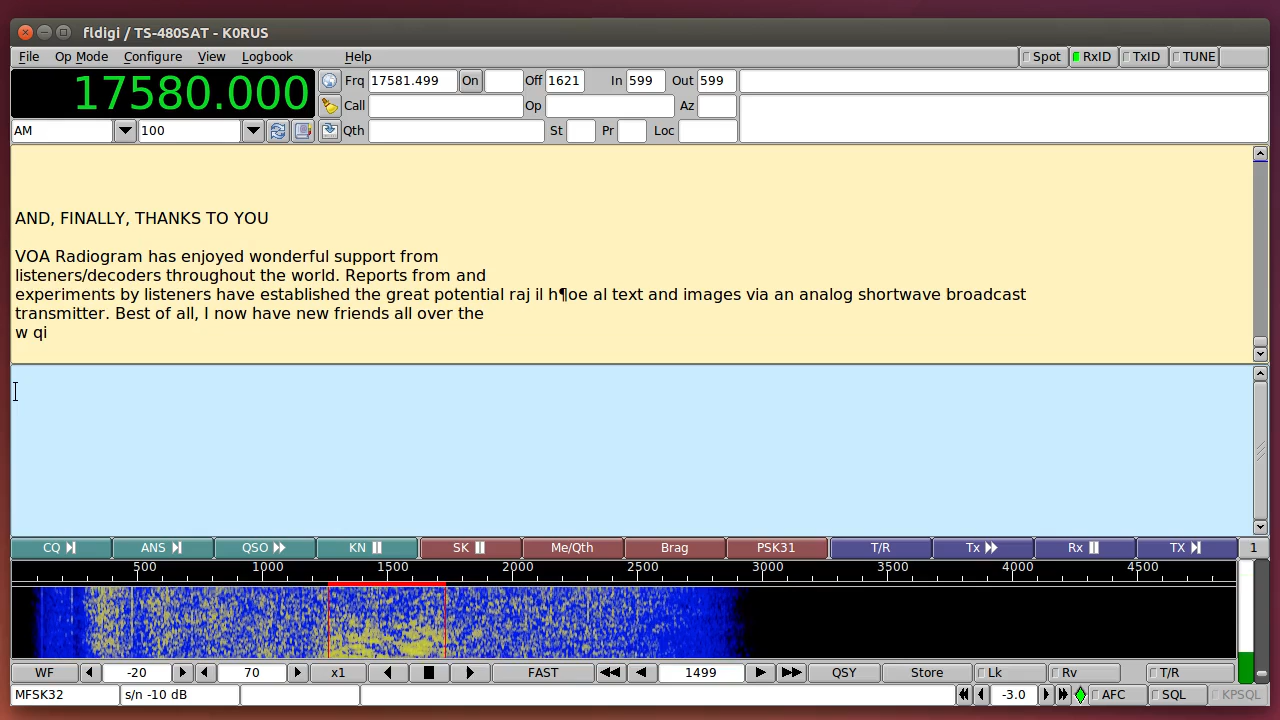 fldigi / TS-480SAT - K0RUS
File Op Mode Configure View Logbook Help Spot RxID TxID TUNE
17580.000 Frq 17581.499 On Off 1621 In 599 Out 599
Call Op Az
AM 100 Qth St Pr Loc
AND, FINALLY, THANKS TO YOU
VOA Radiogram has enjoyed wonderful support from
listeners/decoders throughout the world. Reports from and
experiments by listeners have established the great potential raj il h¶oe al text and images via an analog shortwave broadcast
transmitter. Best of all, I now have new friends all over the
w qi
CQ ANS QSO KN SK Me/Qth Brag PSK31 T/R Tx Rx TX 1
500 1000 1500 2000 2500 3000 3500 4000 4500
WF -20 70 x1 FAST 1499 QSY Store Lk Rv T/R
MFSK32 s/n -10 dB -3.0 AFC SQL KPSQL